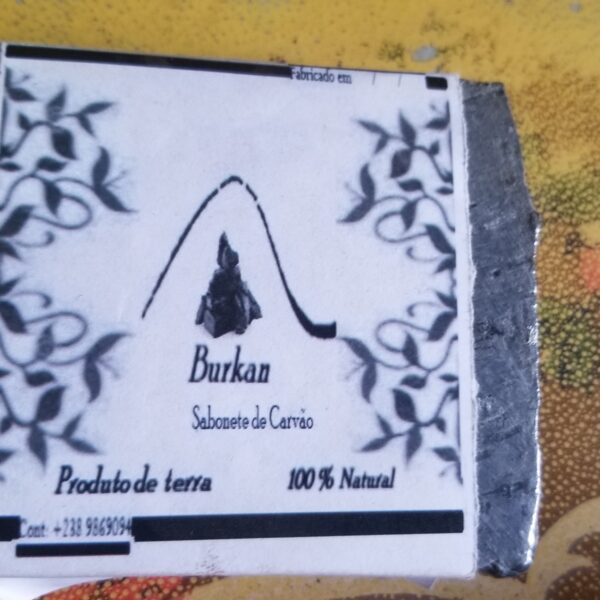 Fabricado em / /
Burkan
Sabonete de Carvão
Produto de terra 100% Natural
Cont: +238 9869094